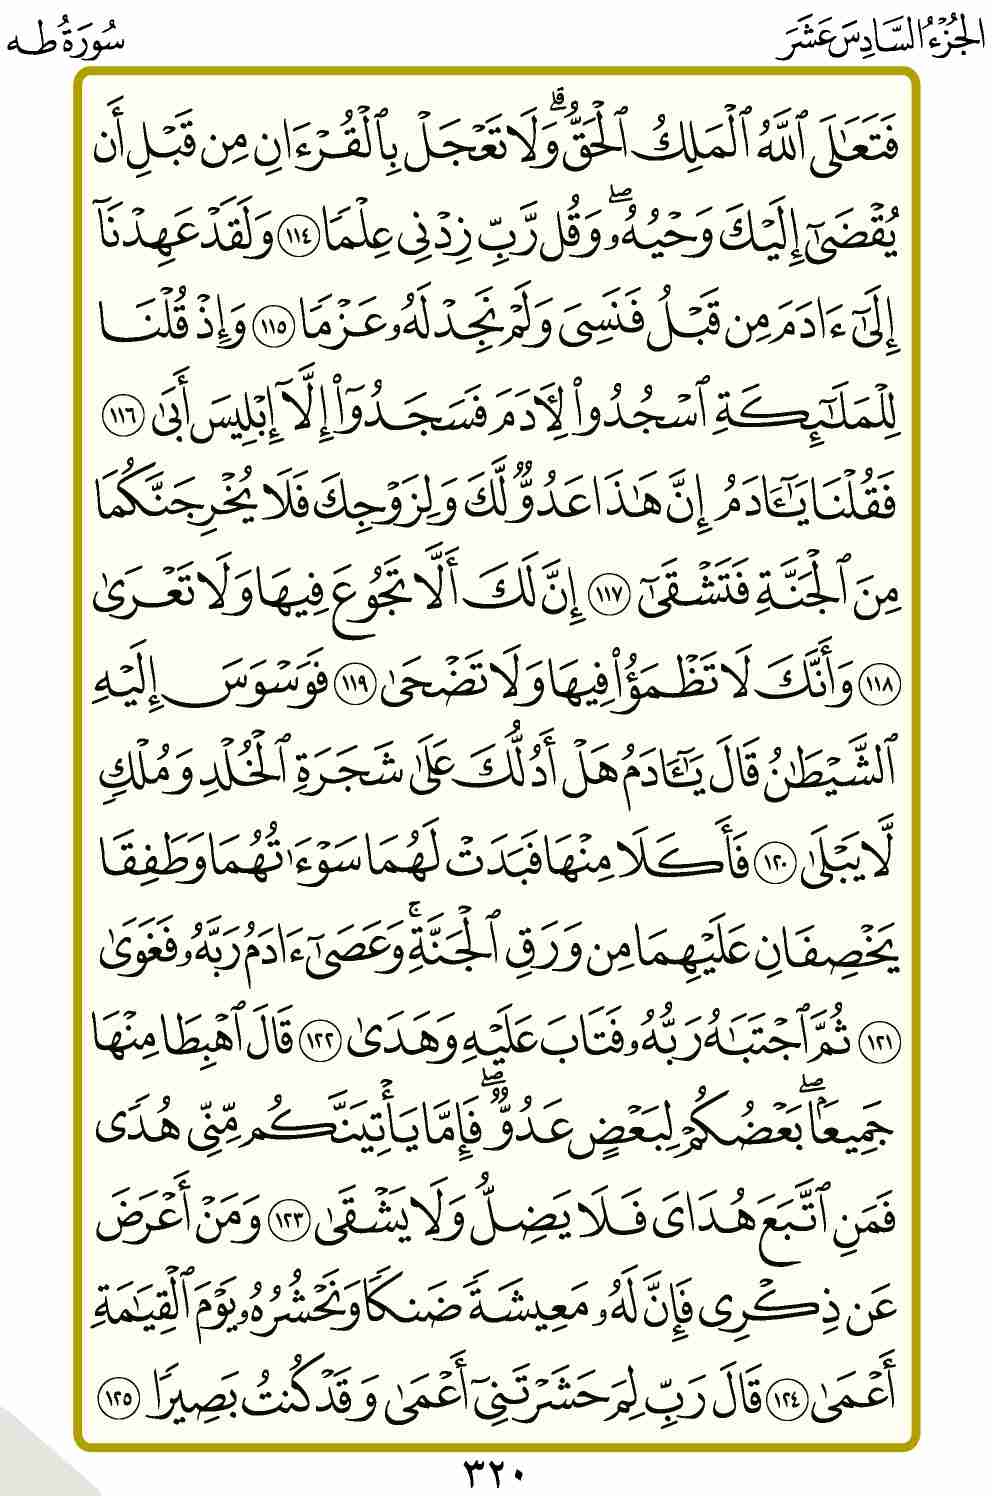 الجُزْءُ السَّادِسَ عَشَرَ
سُورَةُ طه
فَتَعَٰلَى ٱللَّهُ ٱلْمَلِكُ ٱلْحَقُّ ۗ وَلَا تَعْجَلْ بِٱلْقُرْءَانِ مِن قَبْلِ أَن
يُقْضَىٰٓ إِلَيْكَ وَحْيُهُۥ ۖ وَقُل رَّبِّ زِدْنِى عِلْمًا ١١٤ وَلَقَدْ عَهِدْنَآ
إِلَىٰٓ ءَادَمَ مِن قَبْلُ فَنَسِىَ وَلَمْ نَجِدْ لَهُۥ عَزْمًا ١١٥ وَإِذْ قُلْنَا
لِلْمَلَٰٓئِكَةِ ٱسْجُدُوا۟ لِءَادَمَ فَسَجَدُوٓا۟ إِلَّآ إِبْلِيسَ أَبَىٰ ١١٦
فَقُلْنَا يَٰٓـَٔادَمُ إِنَّ هَٰذَا عَدُوٌّ لَّكَ وَلِزَوْجِكَ فَلَا يُخْرِجَنَّكُمَا
مِنَ ٱلْجَنَّةِ فَتَشْقَىٰٓ ١١٧ إِنَّ لَكَ أَلَّا تَجُوعَ فِيهَا وَلَا تَعْرَىٰ
١١٨ وَأَنَّكَ لَا تَظْمَؤُا۟ فِيهَا وَلَا تَضْحَىٰ ١١٩ فَوَسْوَسَ إِلَيْهِ
ٱلشَّيْطَٰنُ قَالَ يَٰٓـَٔادَمُ هَلْ أَدُلُّكَ عَلَىٰ شَجَرَةِ ٱلْخُلْدِ وَمُلْكٍ
لَّا يَبْلَىٰ ١٢٠ فَأَكَلَا مِنْهَا فَبَدَتْ لَهُمَا سَوْءَٰتُهُمَا وَطَفِقَا
يَخْصِفَانِ عَلَيْهِمَا مِن وَرَقِ ٱلْجَنَّةِ ۚ وَعَصَىٰٓ ءَادَمُ رَبَّهُۥ فَغَوَىٰ
١٢١ ثُمَّ ٱجْتَبَٰهُ رَبُّهُۥ فَتَابَ عَلَيْهِ وَهَدَىٰ ١٢٢ قَالَ ٱهْبِطَا مِنْهَا
جَمِيعًۢا ۖ بَعْضُكُمْ لِبَعْضٍ عَدُوٌّ ۖ فَإِمَّا يَأْتِيَنَّكُم مِّنِّى هُدًى
فَمَنِ ٱتَّبَعَ هُدَاىَ فَلَا يَضِلُّ وَلَا يَشْقَىٰ ١٢٣ وَمَنْ أَعْرَضَ
عَن ذِكْرِى فَإِنَّ لَهُۥ مَعِيشَةً ضَنكًا وَنَحْشُرُهُۥ يَوْمَ ٱلْقِيَٰمَةِ
أَعْمَىٰ ١٢٤ قَالَ رَبِّ لِمَ حَشَرْتَنِىٓ أَعْمَىٰ وَقَدْ كُنتُ بَصِيرًا ١٢٥
٣٢٠